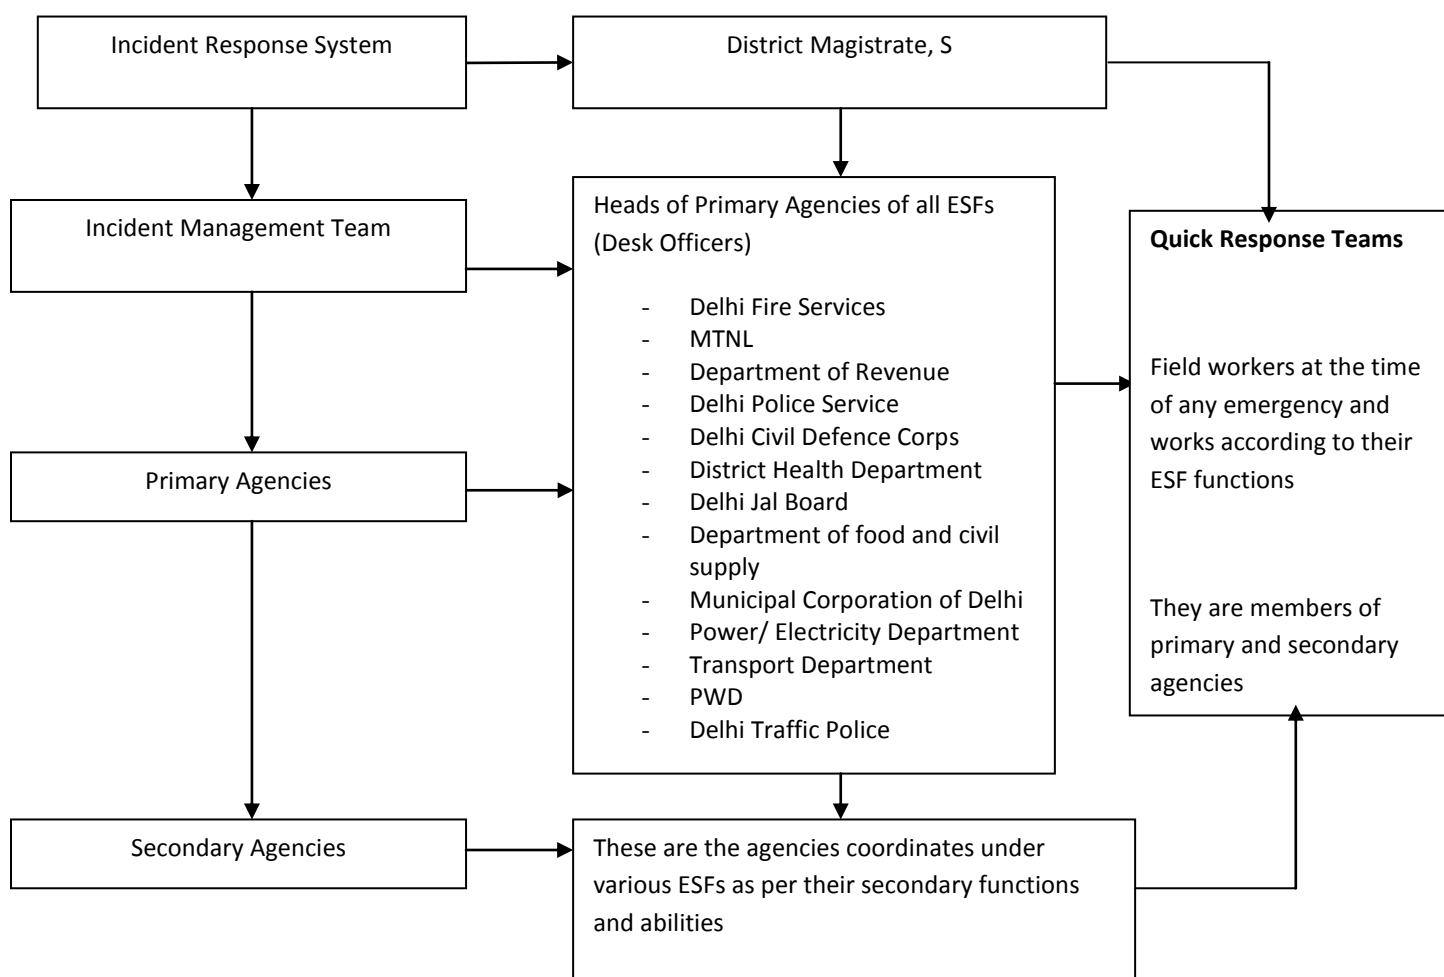 Incident Response System
District Magistrate, S
Incident Management Team
Heads of Primary Agencies of all ESFs
(Desk Officers)
- Delhi Fire Services
- MTNL
- Department of Revenue
- Delhi Police Service
- Delhi Civil Defence Corps
- District Health Department
- Delhi Jal Board
- Department of food and civil
supply
- Municipal Corporation of Delhi
- Power/ Electricity Department
- Transport Department
- PWD
- Delhi Traffic Police
Quick Response Teams
Field workers at the time
of any emergency and
works according to their
ESF functions
They are members of
primary and secondary
agencies
Primary Agencies
Secondary Agencies
These are the agencies coordinates under
various ESFs as per their secondary functions
and abilities